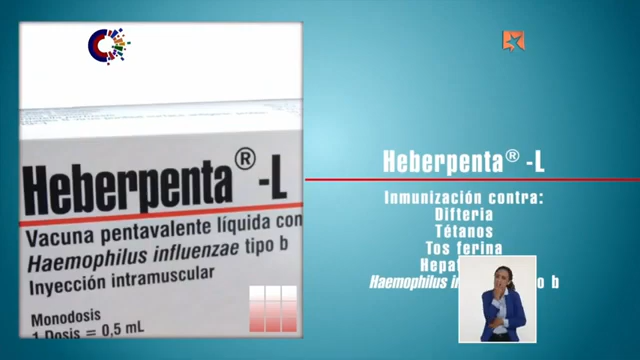 Heberpenta® -L
Vacuna pentavalente líquida con
Haemophilus influenzae tipo b
Inyección intramuscular
Monodosis
1 Dosis = 0,5 mL
Heberpenta® -L
Inmunización contra:
Difteria
Tétanos
Tos ferina